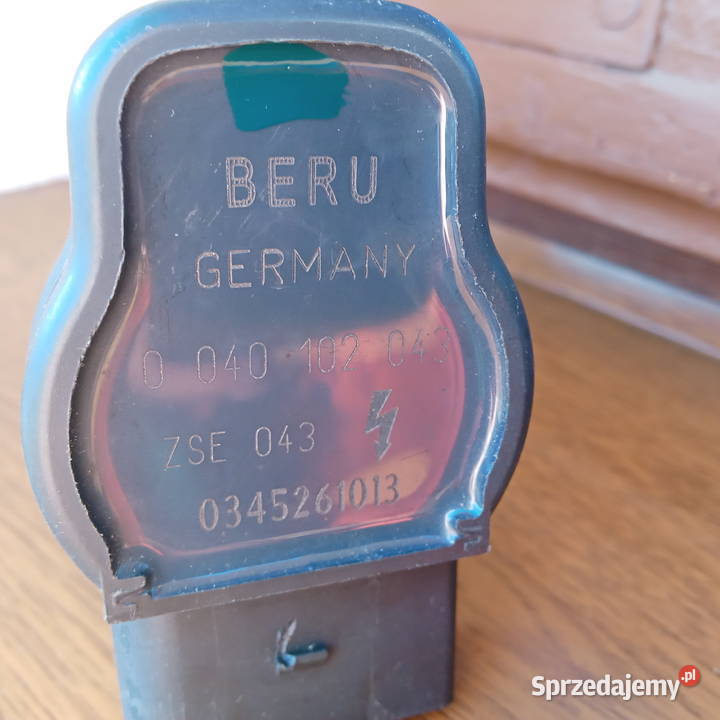 BERU
GERMANY
0 040 102 043
ZSE 043
0345261013
Sprzedajemy.pl